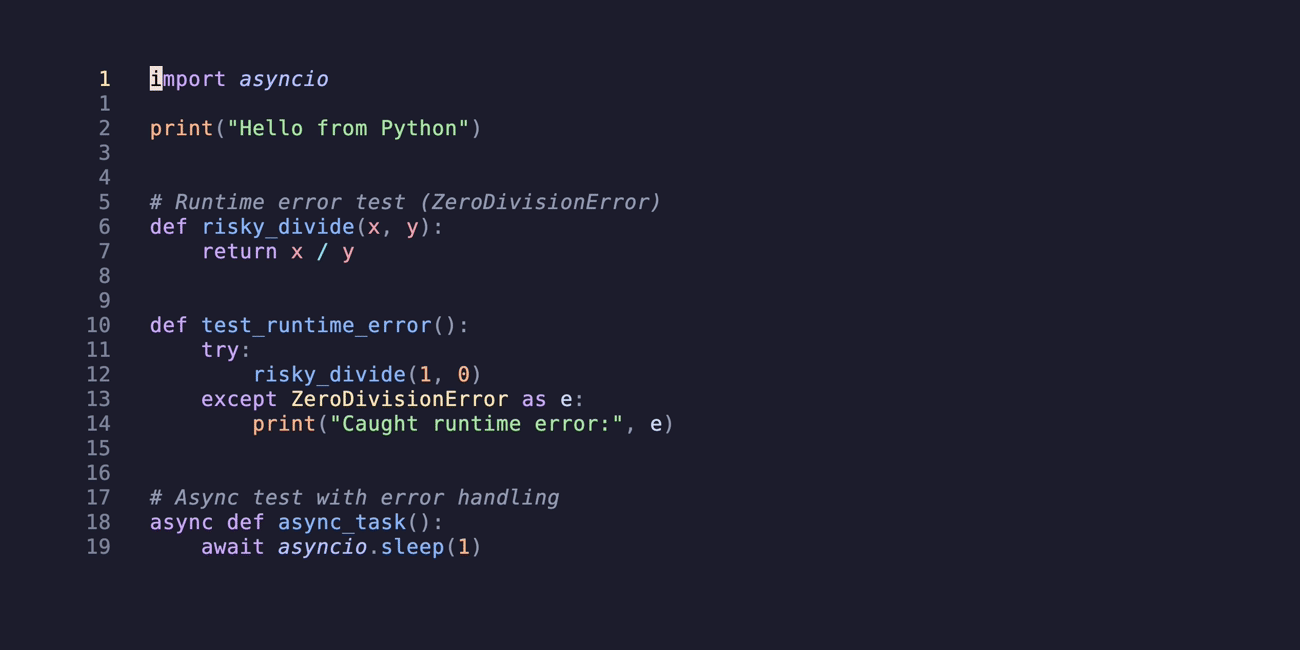 1 import asyncio
1
2 print("Hello from Python")
3
4
5 # Runtime error test (ZeroDivisionError)
6 def risky_divide(x, y):
7     return x / y
8
9
10 def test_runtime_error():
11     try:
12         risky_divide(1, 0)
13     except ZeroDivisionError as e:
14         print("Caught runtime error:", e)
15
16
17 # Async test with error handling
18 async def async_task():
19     await asyncio.sleep(1)